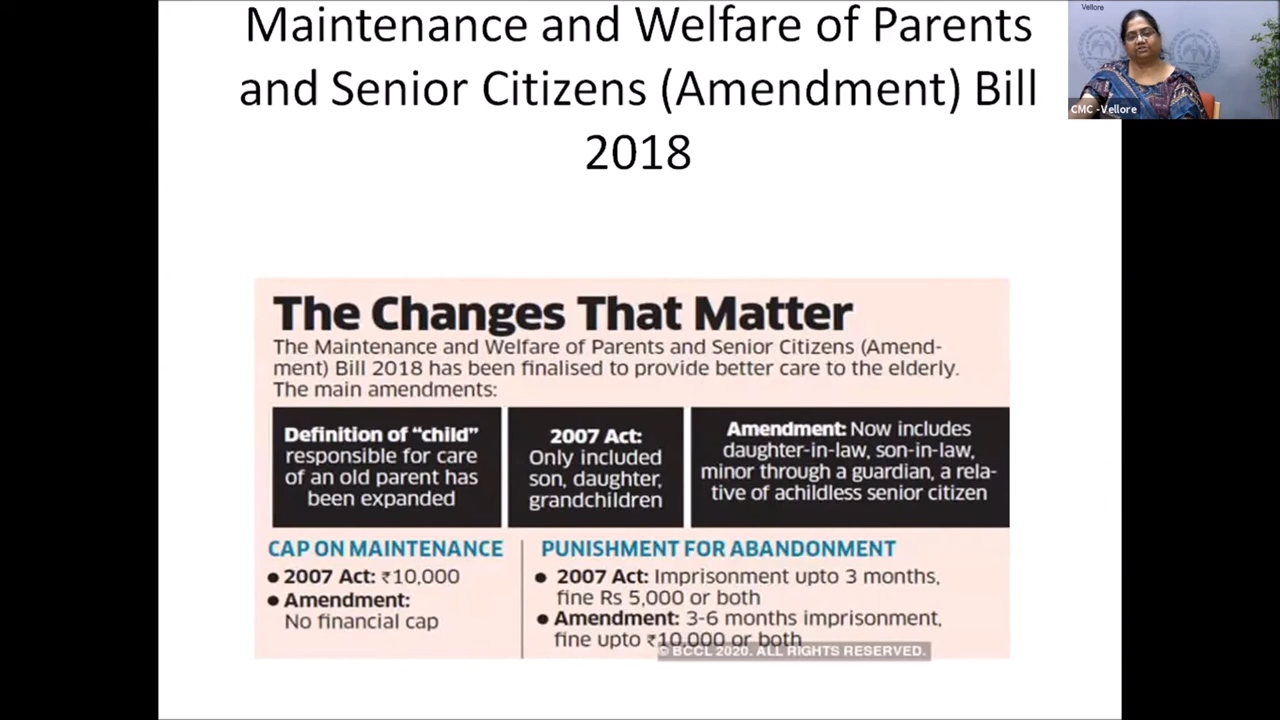 Maintenance and Welfare of Parents
and Senior Citizens (Amendment) Bill
2018
Vellore
CMC -Vellore
The Changes That Matter
The Maintenance and Welfare of Parents and Senior Citizens (Amend-
ment) Bill 2018 has been finalised to provide better care to the elderly.
The main amendments:
Definition of “child”
responsible for care
of an old parent has
been expanded
2007 Act:
Only included
son, daughter,
grandchildren
Amendment: Now includes
daughter-in-law, son-in-law,
minor through a guardian, a rela-
tive of achildless senior citizen
CAP ON MAINTENANCE
● 2007 Act: ₹10,000
● Amendment:
No financial cap
PUNISHMENT FOR ABANDONMENT
● 2007 Act: Imprisonment upto 3 months,
fine Rs 5,000 or both
● Amendment: 3-6 months imprisonment,
fine upto ₹10,000 or both
© BCCL 2020. ALL RIGHTS RESERVED.